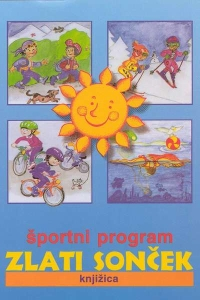 športni program
ZLATI SONČEK
knjižica